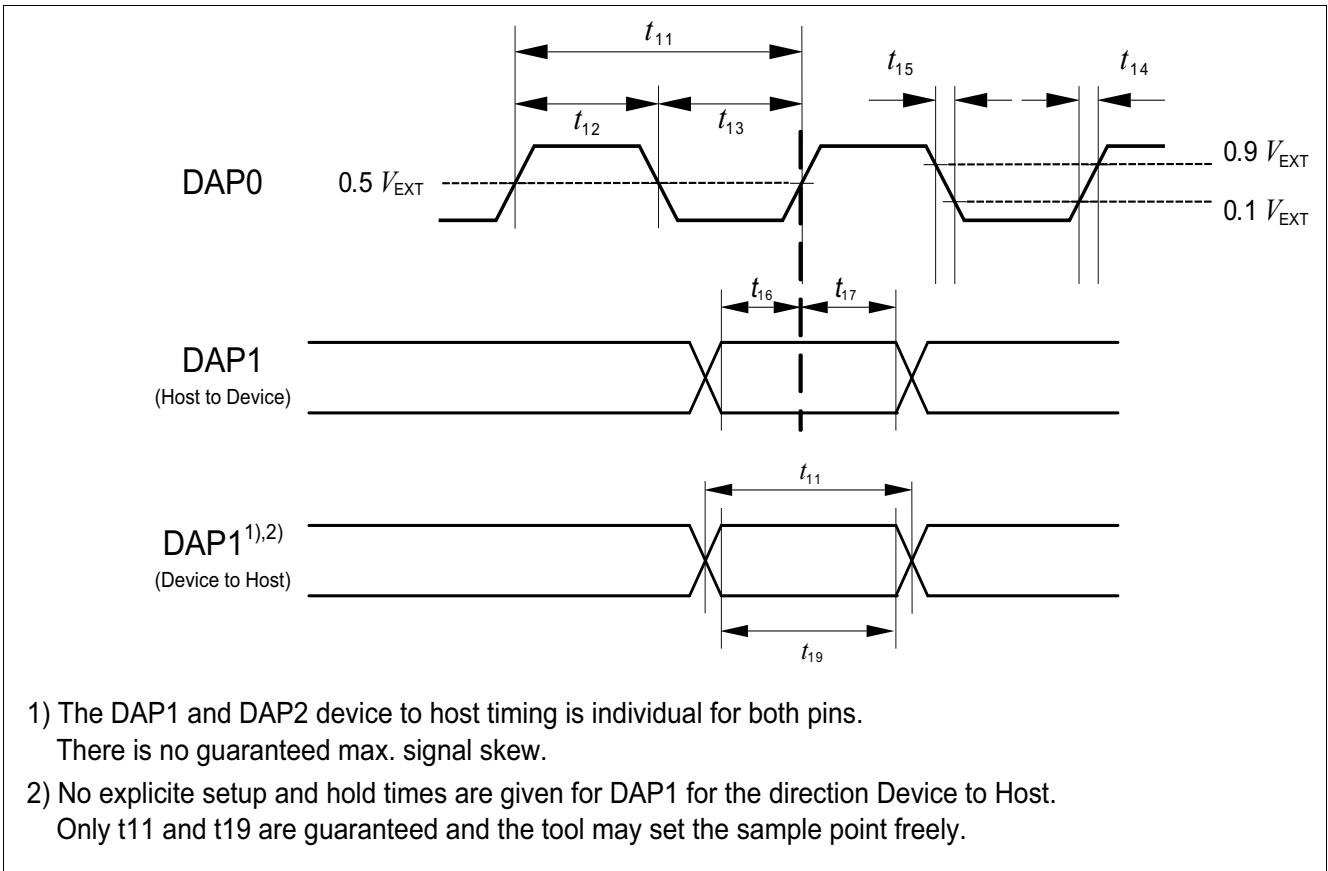 t11
t15
t14
t12
t13
0.9 VEXT
DAP0
0.5 VEXT
0.1 VEXT
t16
t17
DAP1
(Host to Device)
t11
DAP1 1),2)
(Device to Host)
t19
1) The DAP1 and DAP2 device to host timing is individual for both pins.
There is no guaranteed max. signal skew.
2) No explicite setup and hold times are given for DAP1 for the direction Device to Host.
Only t11 and t19 are guaranteed and the tool may set the sample point freely.